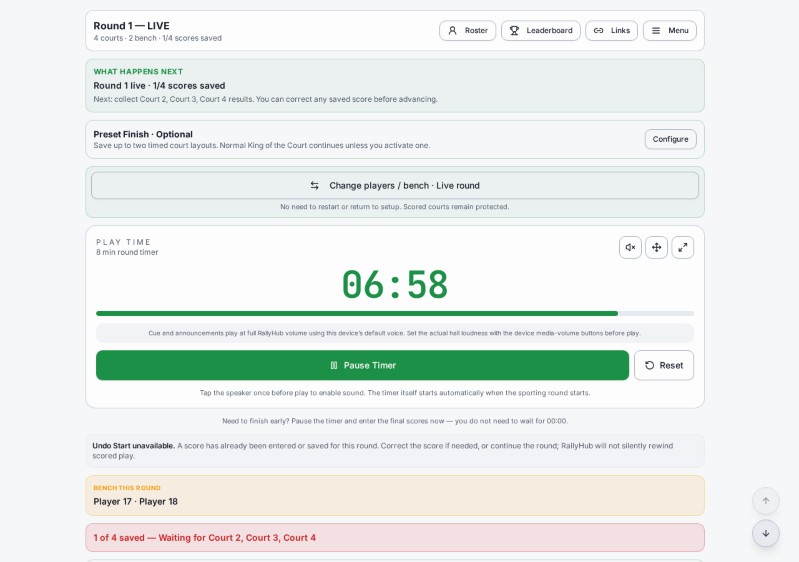 Round 1 — LIVE
4 courts · 2 bench · 1/4 scores saved
Roster
Leaderboard
Links
Menu
WHAT HAPPENS NEXT
Round 1 live · 1/4 scores saved
Next: collect Court 2, Court 3, Court 4 results. You can correct any saved score before advancing.
Preset Finish · Optional
Save up to two timed court layouts. Normal King of the Court continues unless you activate one.
Configure
Change players / bench · Live round
No need to restart or return to setup. Scored courts remain protected.
PLAY TIME
8 min round timer
06:58
Cue and announcements play at full RallyHub volume using this device's default voice. Set the actual hall loudness with the device media-volume buttons before play.
Pause Timer
Reset
Tap the speaker once before play to enable sound. The timer itself starts automatically when the sporting round starts.
Need to finish early? Pause the timer and enter the final scores now — you do not need to wait for 00:00.
Undo Start unavailable. A score has already been entered or saved for this round. Correct the score if needed, or continue the round; RallyHub will not silently rewind
scored play.
BENCH THIS ROUND
Player 17 · Player 18
1 of 4 saved — Waiting for Court 2, Court 3, Court 4